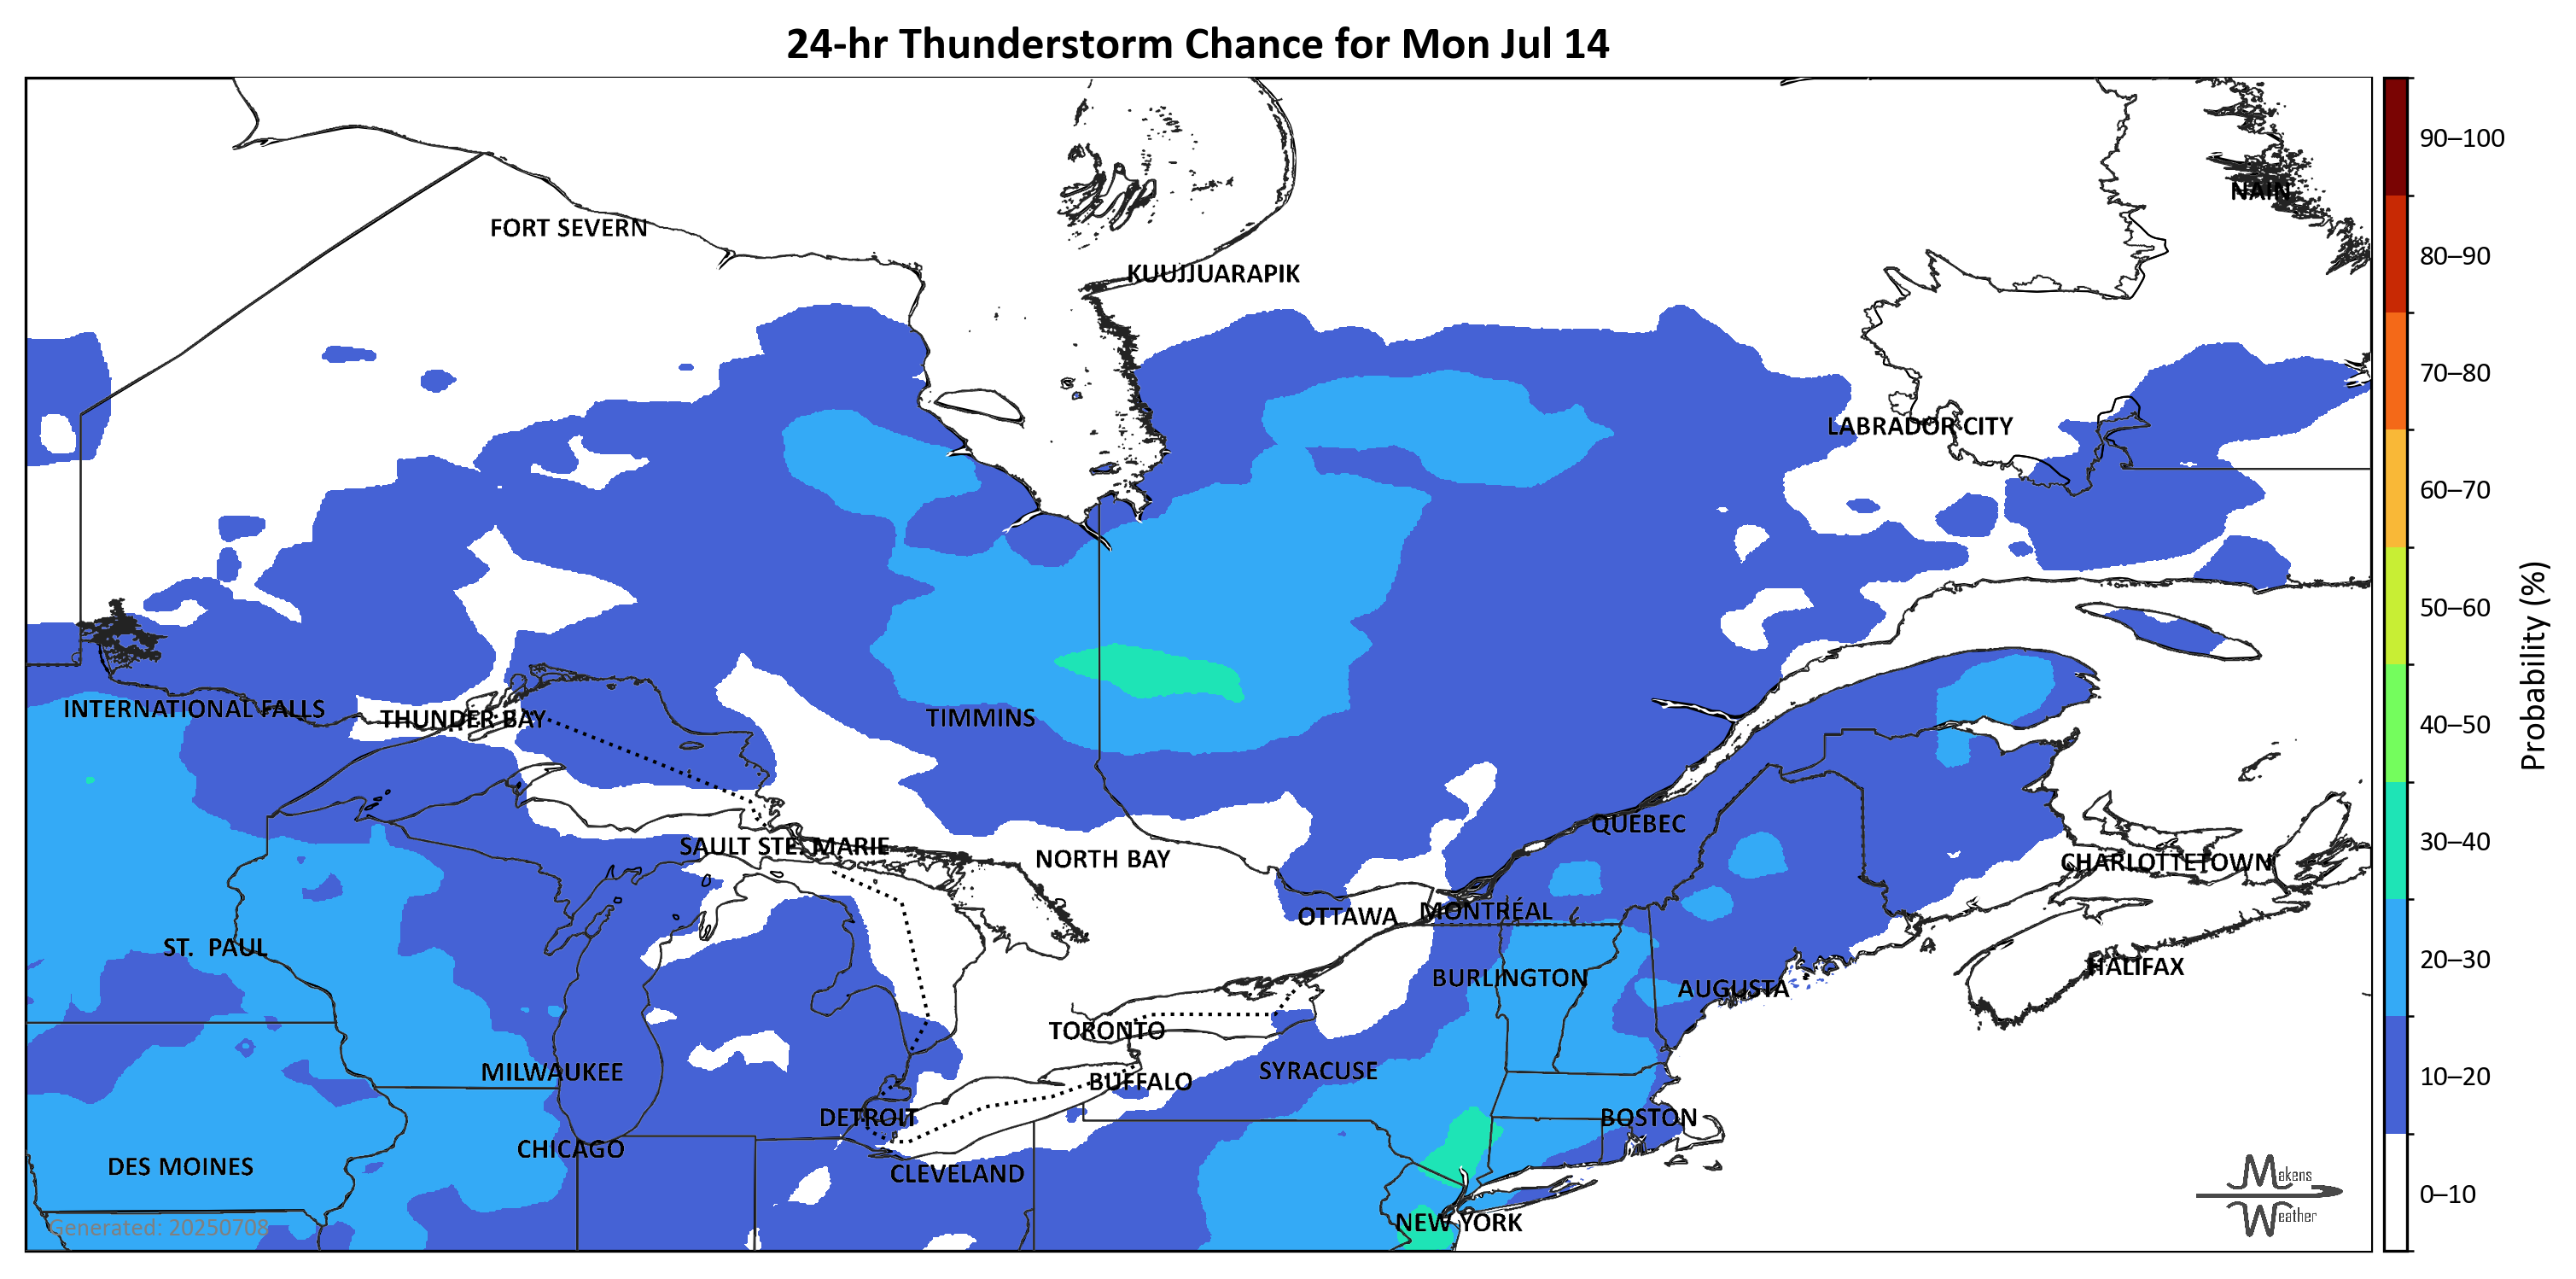 24-hr Thunderstorm Chance for Mon Jul 14
90–100
NAIN
FORT SEVERN
80–90
KUUJJUARAPIK
70–80
LABRADOR CITY
60–70
50–60
INTERNATIONAL FALLS
THUNDER BAY
TIMMINS
40–50
Probability (%)
QUEBEC
30–40
SAULT STE. MARIE
NORTH BAY
CHARLOTTETOWN
OTTAWA
MONTRÉAL
ST. PAUL
20–30
HALIFAX
BURLINGTON
AUGUSTA
TORONTO
MILWAUKEE
SYRACUSE
10–20
BUFFALO
DETROIT
BOSTON
CHICAGO
DES MOINES
CLEVELAND
Makens
Weather
0–10
NEW YORK
Generated: 20250708